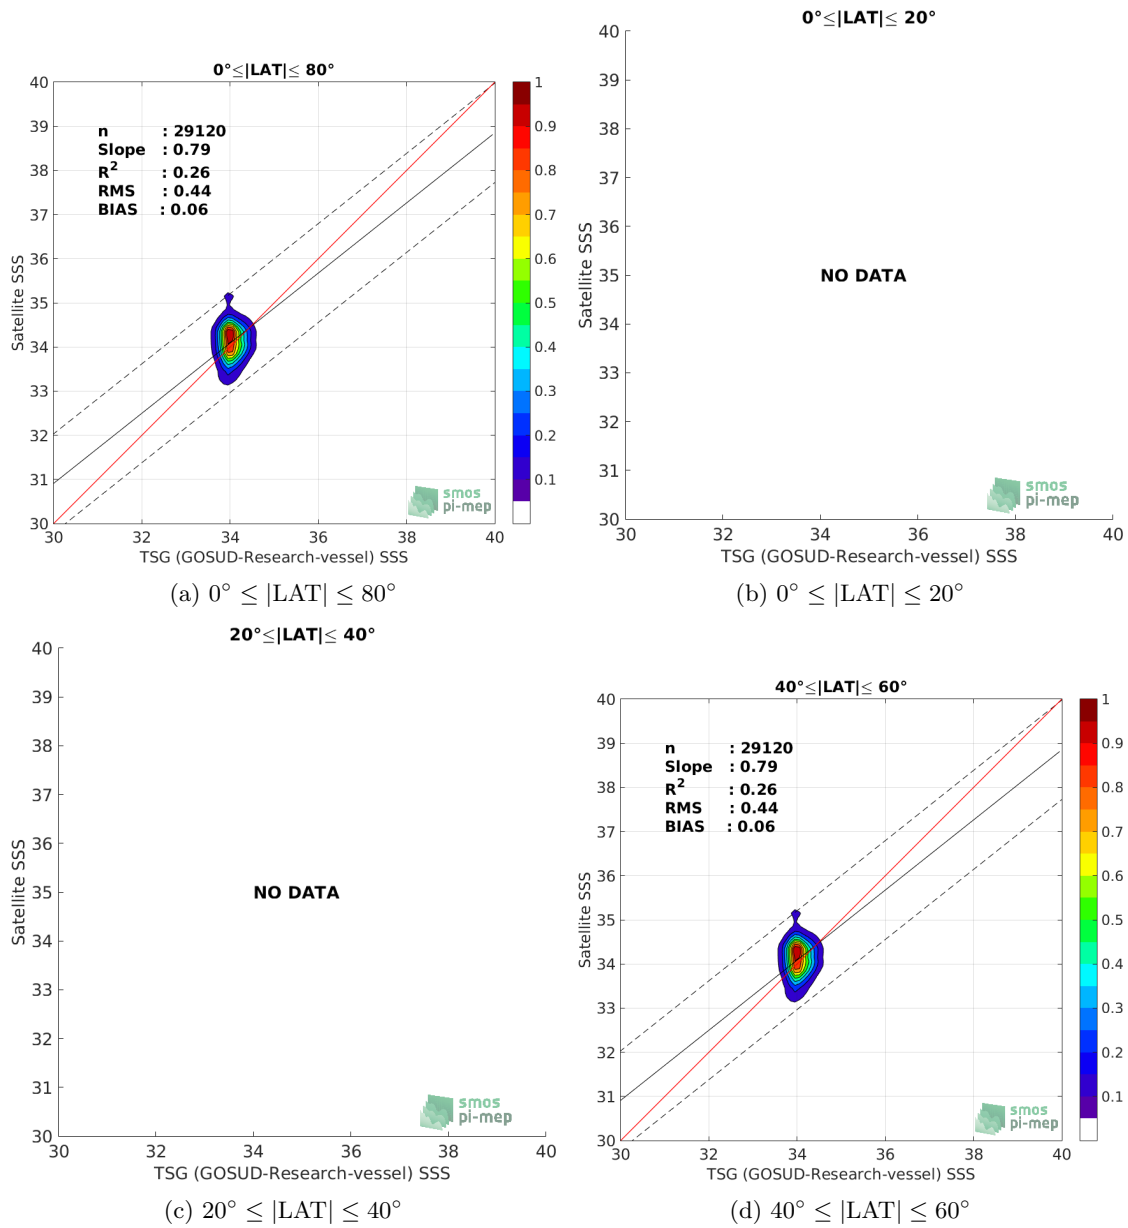 0°≤|LAT|≤ 80°
40
39
38
37
36
35
34
33
32
31
30
Satellite SSS
n : 29120
Slope : 0.79
R² : 0.26
RMS : 0.44
BIAS : 0.06
smos
pi-mep
30 32 34 36 38 40
TSG (GOSUD-Research-vessel) SSS
1
0.9
0.8
0.7
0.6
0.5
0.4
0.3
0.2
0.1
(a) 0° ≤ |LAT| ≤ 80°
0°≤|LAT|≤ 20°
40
39
38
37
36
35
34
33
32
31
30
Satellite SSS
NO DATA
smos
pi-mep
30 32 34 36 38 40
TSG (GOSUD-Research-vessel) SSS
(b) 0° ≤ |LAT| ≤ 20°
20°≤|LAT|≤ 40°
40
39
38
37
36
35
34
33
32
31
30
Satellite SSS
NO DATA
smos
pi-mep
30 32 34 36 38 40
TSG (GOSUD-Research-vessel) SSS
(c) 20° ≤ |LAT| ≤ 40°
40°≤|LAT|≤ 60°
40
39
38
37
36
35
34
33
32
31
30
Satellite SSS
n : 29120
Slope : 0.79
R² : 0.26
RMS : 0.44
BIAS : 0.06
smos
pi-mep
30 32 34 36 38 40
TSG (GOSUD-Research-vessel) SSS
1
0.9
0.8
0.7
0.6
0.5
0.4
0.3
0.2
0.1
(d) 40° ≤ |LAT| ≤ 60°